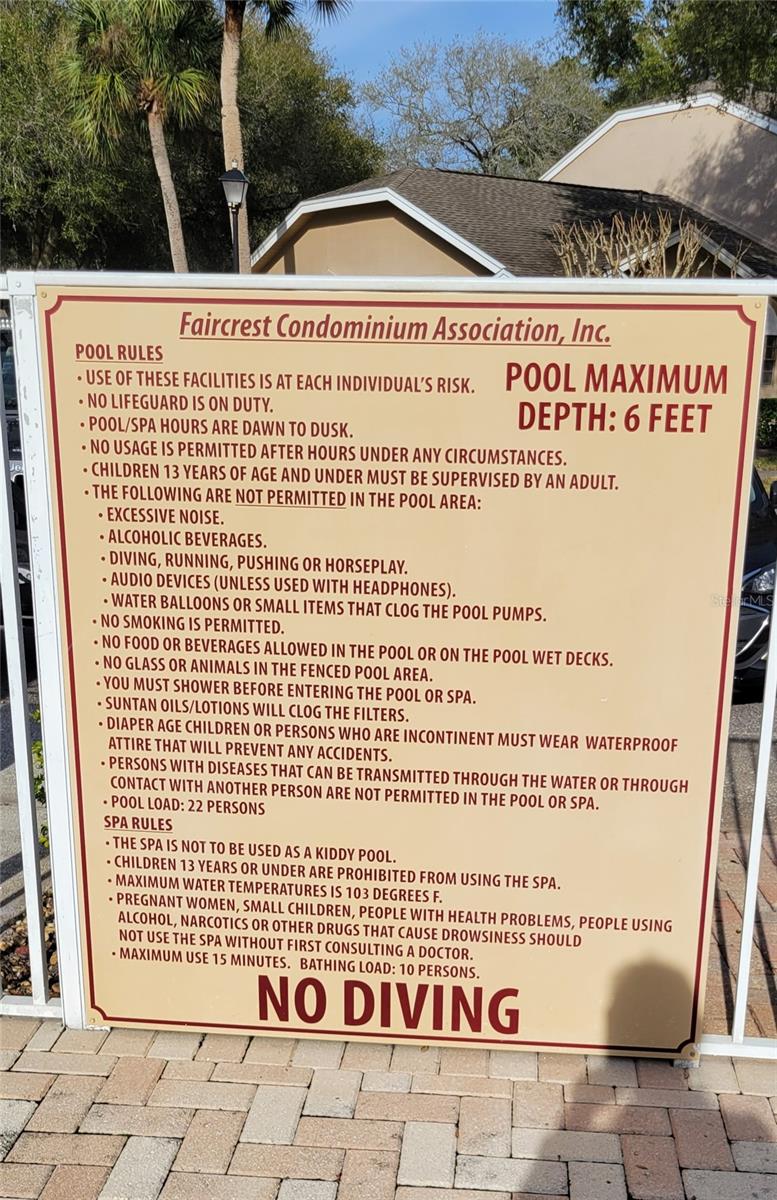 Faircrest Condominium Association, Inc.
POOL RULES
POOL MAXIMUM
DEPTH: 6 FEET
• USE OF THESE FACILITIES IS AT EACH INDIVIDUAL'S RISK.
• NO LIFEGUARD IS ON DUTY.
• POOL/SPA HOURS ARE DAWN TO DUSK.
• NO USAGE IS PERMITTED AFTER HOURS UNDER ANY CIRCUMSTANCES.
• CHILDREN 13 YEARS OF AGE AND UNDER MUST BE SUPERVISED BY AN ADULT.
• THE FOLLOWING ARE NOT PERMITTED IN THE POOL AREA:
• EXCESSIVE NOISE.
• ALCOHOLIC BEVERAGES.
• DIVING, RUNNING, PUSHING OR HORSEPLAY.
• AUDIO DEVICES (UNLESS USED WITH HEADPHONES).
• WATER BALLOONS OR SMALL ITEMS THAT CLOG THE POOL PUMPS.
• NO SMOKING IS PERMITTED.
• NO FOOD OR BEVERAGES ALLOWED IN THE POOL OR ON THE POOL WET DECKS.
• NO GLASS OR ANIMALS IN THE FENCED POOL AREA.
• YOU MUST SHOWER BEFORE ENTERING THE POOL OR SPA.
• SUNTAN OILS/LOTIONS WILL CLOG THE FILTERS.
• DIAPER AGE CHILDREN OR PERSONS WHO ARE INCONTINENT MUST WEAR WATERPROOF
ATTIRE THAT WILL PREVENT ANY ACCIDENTS.
• PERSONS WITH DISEASES THAT CAN BE TRANSMITTED THROUGH THE WATER OR THROUGH
CONTACT WITH ANOTHER PERSON ARE NOT PERMITTED IN THE POOL OR SPA.
• POOL LOAD: 22 PERSONS
SPA RULES
• THE SPA IS NOT TO BE USED AS A KIDDY POOL.
• CHILDREN 13 YEARS OR UNDER ARE PROHIBITED FROM USING THE SPA.
• MAXIMUM WATER TEMPERATURES IS 103 DEGREES F.
• PREGNANT WOMEN, SMALL CHILDREN, PEOPLE WITH HEALTH PROBLEMS, PEOPLE USING
ALCOHOL, NARCOTICS OR OTHER DRUGS THAT CAUSE DROWSINESS SHOULD
NOT USE THE SPA WITHOUT FIRST CONSULTING A DOCTOR.
• MAXIMUM USE 15 MINUTES. BATHING LOAD: 10 PERSONS.
NO DIVING
StellarMLS